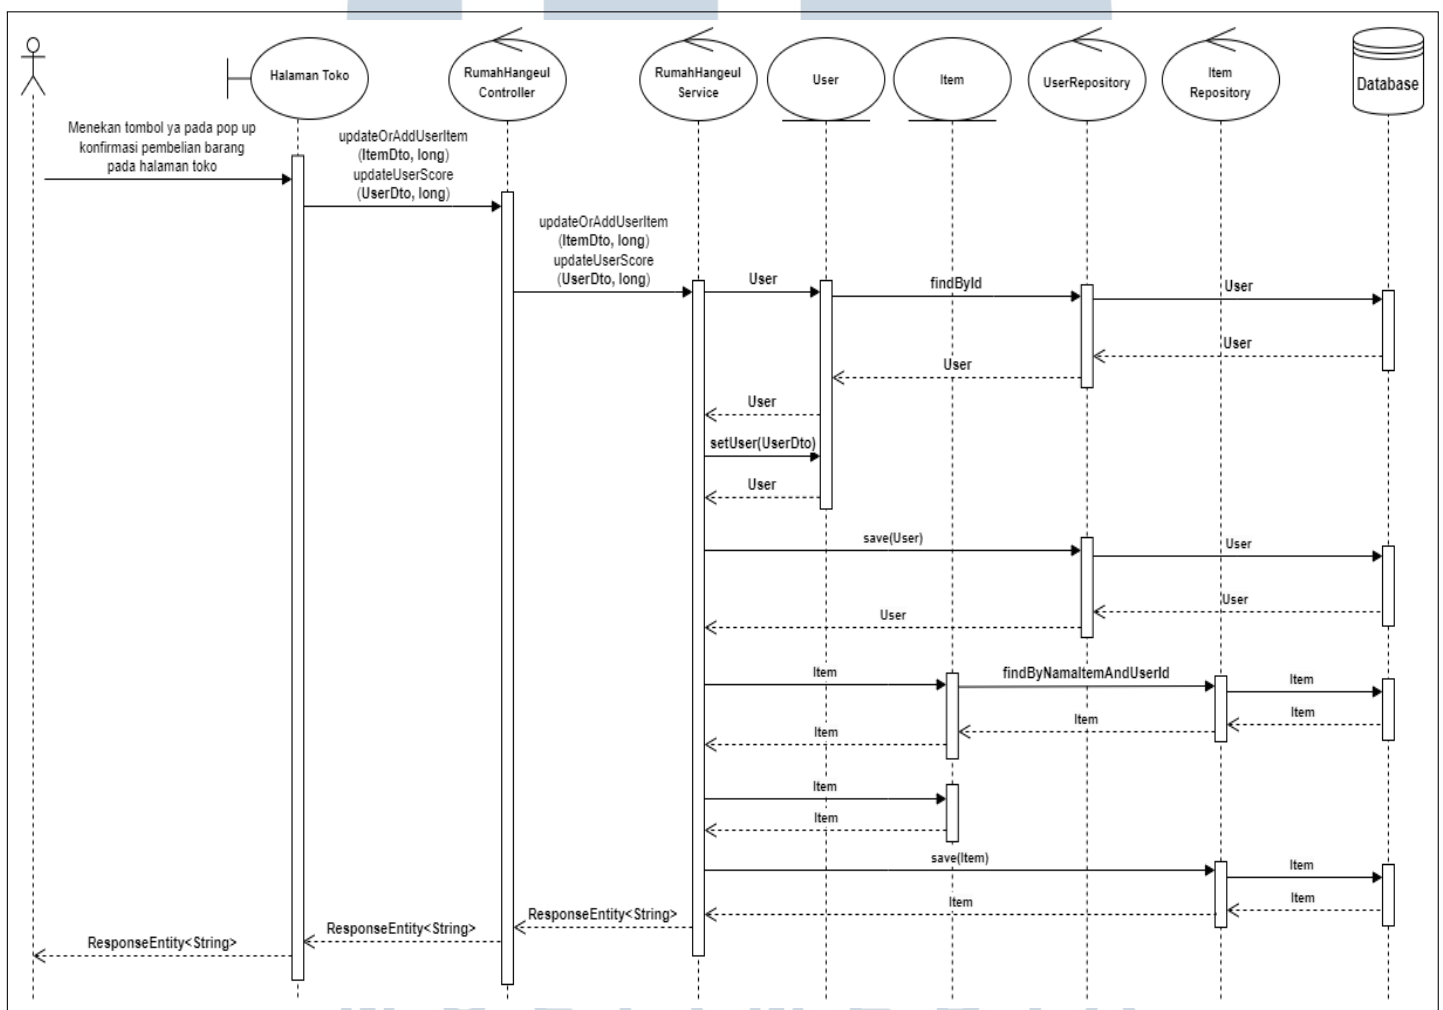 Halaman Toko
RumahHangeul
Controller
RumahHangeul
Service
User
Item
UserRepository
Item
Repository
Database
Menekan tombol ya pada pop up
konfirmasi pembelian barang
pada halaman toko
updateOrAddUserItem
(ItemDto, long)
updateUserScore
(UserDto, long)
updateOrAddUserItem
(ItemDto, long)
updateUserScore
(UserDto, long)
User
findById
User
User
User
User
setUser(UserDto)
User
save(User)
User
User
User
Item
findByNamaItemAndUserId
Item
Item
Item
Item
Item
Item
save(Item)
Item
Item
Item
ResponseEntity<String>
ResponseEntity<String>
ResponseEntity<String>